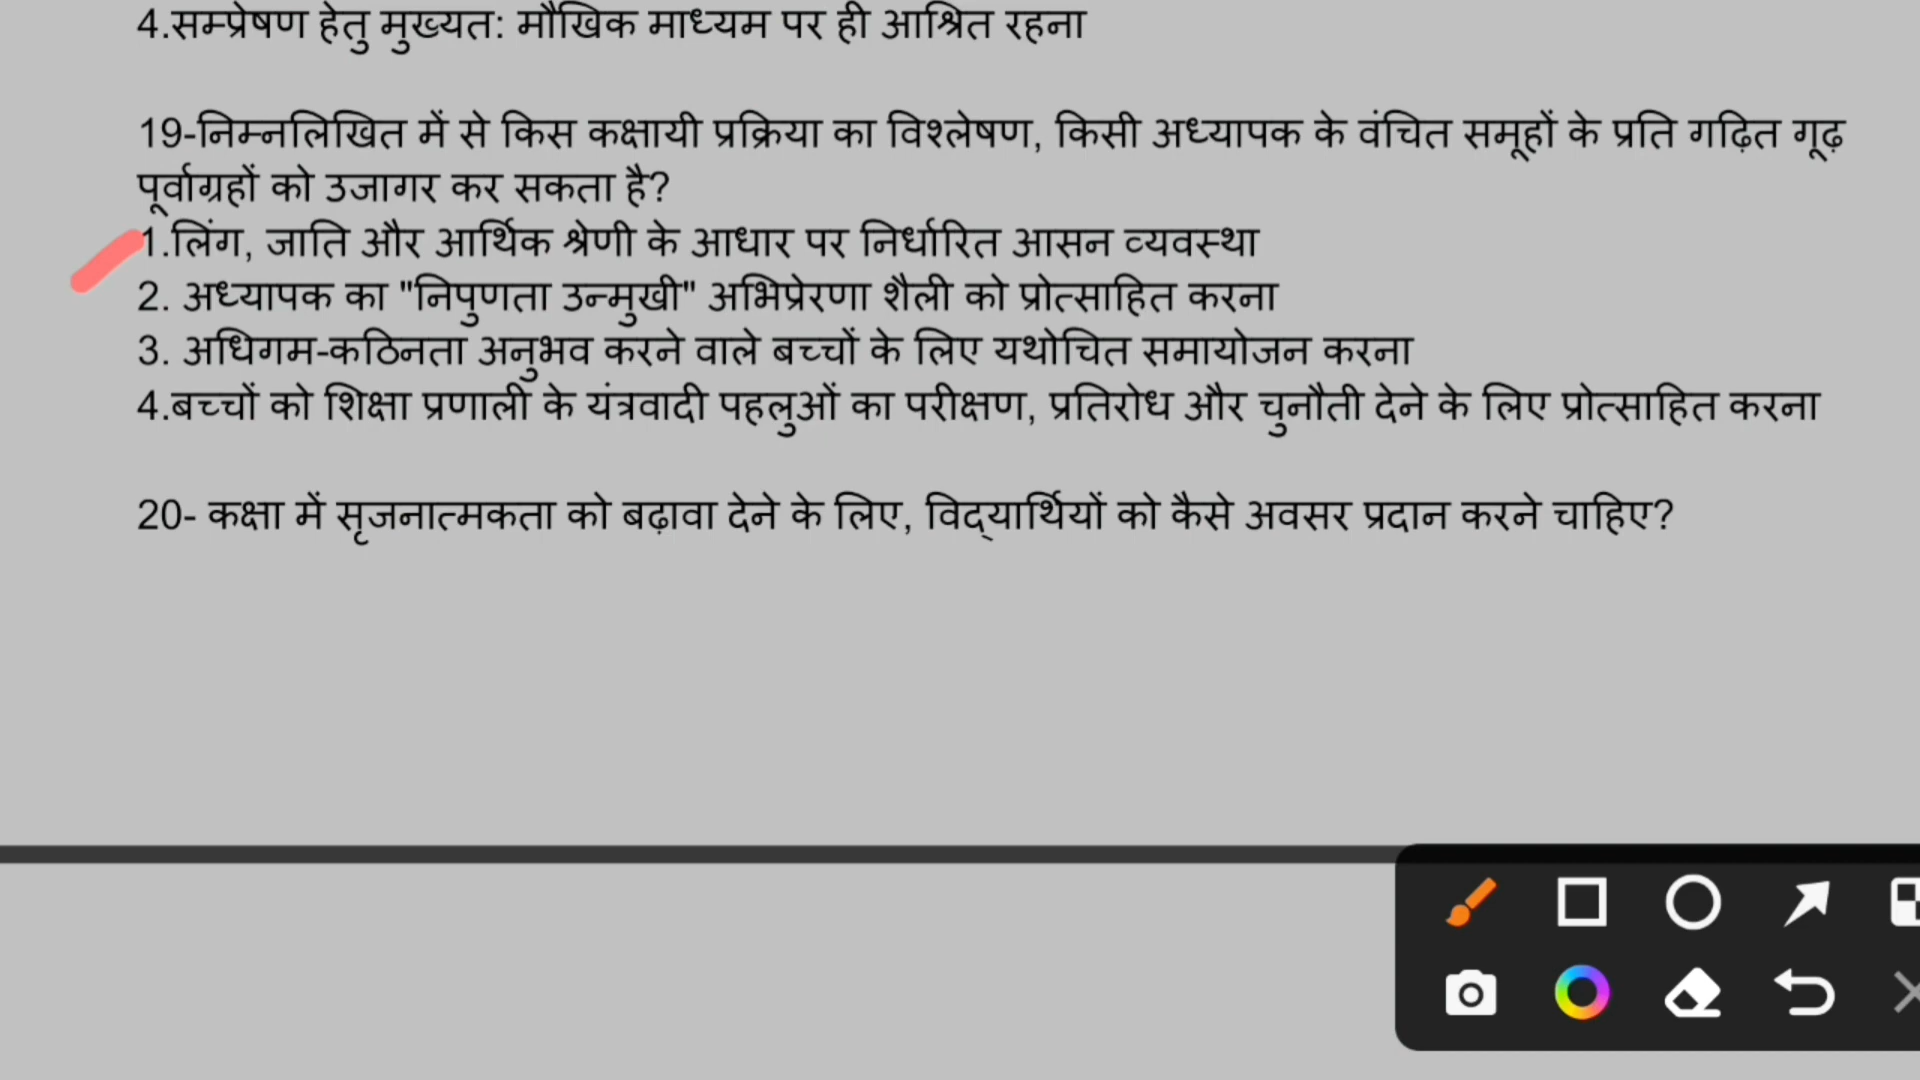 4.सम्प्रेषण हेतु मुख्यत: मौखिक माध्यम पर ही आश्रित रहना
19-निम्नलिखित में से किस कक्षायी प्रक्रिया का विश्लेषण, किसी अध्यापक के वंचित समूहों के प्रति गढ़ित गूढ़
पूर्वाग्रहों को उजागर कर सकता है?
1.लिंग, जाति और आर्थिक श्रेणी के आधार पर निर्धारित आसन व्यवस्था
2. अध्यापक का "निपुणता उन्मुखी" अभिप्रेरणा शैली को प्रोत्साहित करना
3. अधिगम-कठिनता अनुभव करने वाले बच्चों के लिए यथोचित समायोजन करना
4.बच्चों को शिक्षा प्रणाली के यंत्रवादी पहलुओं का परीक्षण, प्रतिरोध और चुनौती देने के लिए प्रोत्साहित करना
20- कक्षा में सृजनात्मकता को बढ़ावा देने के लिए, विद्यार्थियों को कैसे अवसर प्रदान करने चाहिए?